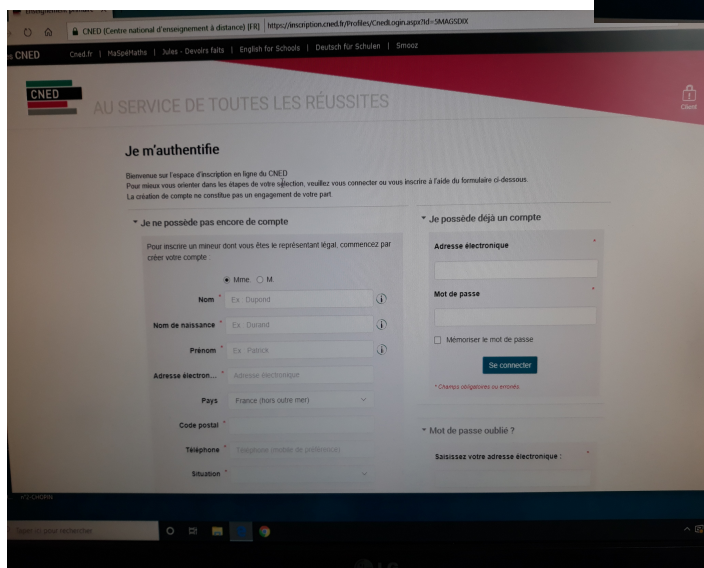 CNED (Centre national d'enseignement à distance) [FR]
https://inscription.cned.fr/Profiles/CnedLogin.aspx?Id=5MAGSDIX
CNED
Cned.fr | MaSpéMaths | Jules - Devoirs faits | English for Schools | Deutsch für Schulen | Smooz
CNED
AU SERVICE DE TOUTES LES RÉUSSITES
Client
Je m'authentifie
Bienvenue sur l'espace d'inscription en ligne du CNED
Pour mieux vous orienter dans les étapes de votre sélection, veuillez vous connecter ou vous inscrire à l'aide du formulaire ci-dessous.
La création de compte ne constitue pas un engagement de votre part.
Je ne possède pas encore de compte
Pour inscrire un mineur dont vous êtes le représentant légal, commencez par
créer votre compte
Mme M
Nom * Ex : Dupond
Nom de naissance * Ex : Durand
Prénom * Ex : Patrick
Adresse électron... * Adresse électronique
Pays France (hors outre mer)
Code postal *
Téléphone * Téléphone (mobile de préférence)
Situation *
Je possède déjà un compte
Adresse électronique *
Mot de passe *
Mémoriser le mot de passe
Se connecter
* Champs obligatoires ou erronés
Mot de passe oublié ?
Saisissez votre adresse électronique : *
pour rechercher
LG